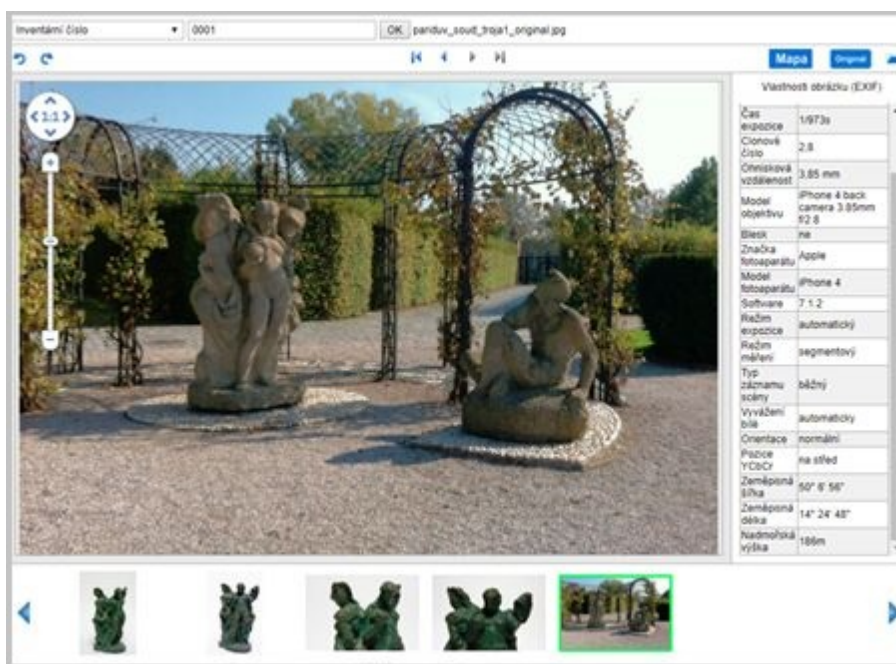 Inventární číslo 0001 OK pariduv_soud_troja1_original.jpg
Mapa Original
1:1
Vlastnosti obrázku (EXIF)
Čas
expozice 1/973s
Clonové
číslo 2.8
Ohnisková
vzdálenost 3.85 mm
Model
objektivu iPhone 4 back
camera 3.85mm
f/2.8
Blesk ne
Značka
fotoaparátu Apple
Model
fotoaparátu iPhone 4
Software 7.1.2
Režim
expozice automatický
Režim
měření segmentový
Typ
záznamu
scény běžný
Vyvážení
bílé automaticky
Orientace normální
Pozice
YCbCr na střed
Zeměpisná
šířka 50° 6' 56"
Zeměpisná
délka 14° 24' 48"
Nadmořská
výška 186m